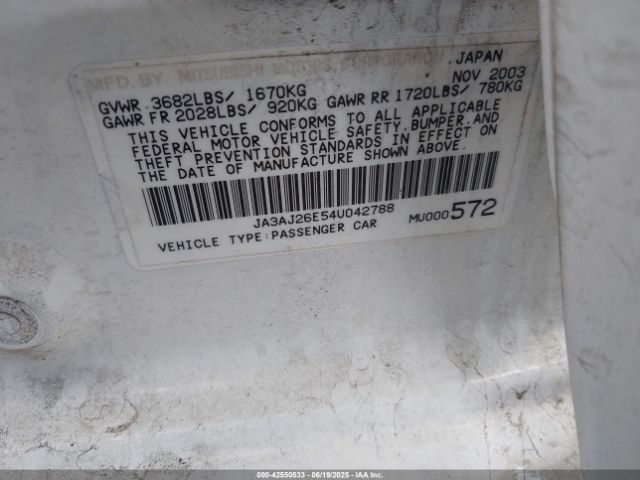 MFD. BY MITSUBISHI MOTORS CORPORATION, JAPAN
NOV 2003
GVWR 3682LBS/ 1670KG
GAWR FR 2028LBS/ 920KG GAWR RR 1720LBS/ 780KG
THIS VEHICLE CONFORMS TO ALL APPLICABLE
FEDERAL MOTOR VEHICLE SAFETY, BUMPER, AND
THEFT PREVENTION STANDARDS IN EFFECT ON
THE DATE OF MANUFACTURE SHOWN ABOVE.
JA3AJ26E54U042788
MU000572
VEHICLE TYPE: PASSENGER CAR
000-42550533 - 06/19/2025 - IAAI.COM